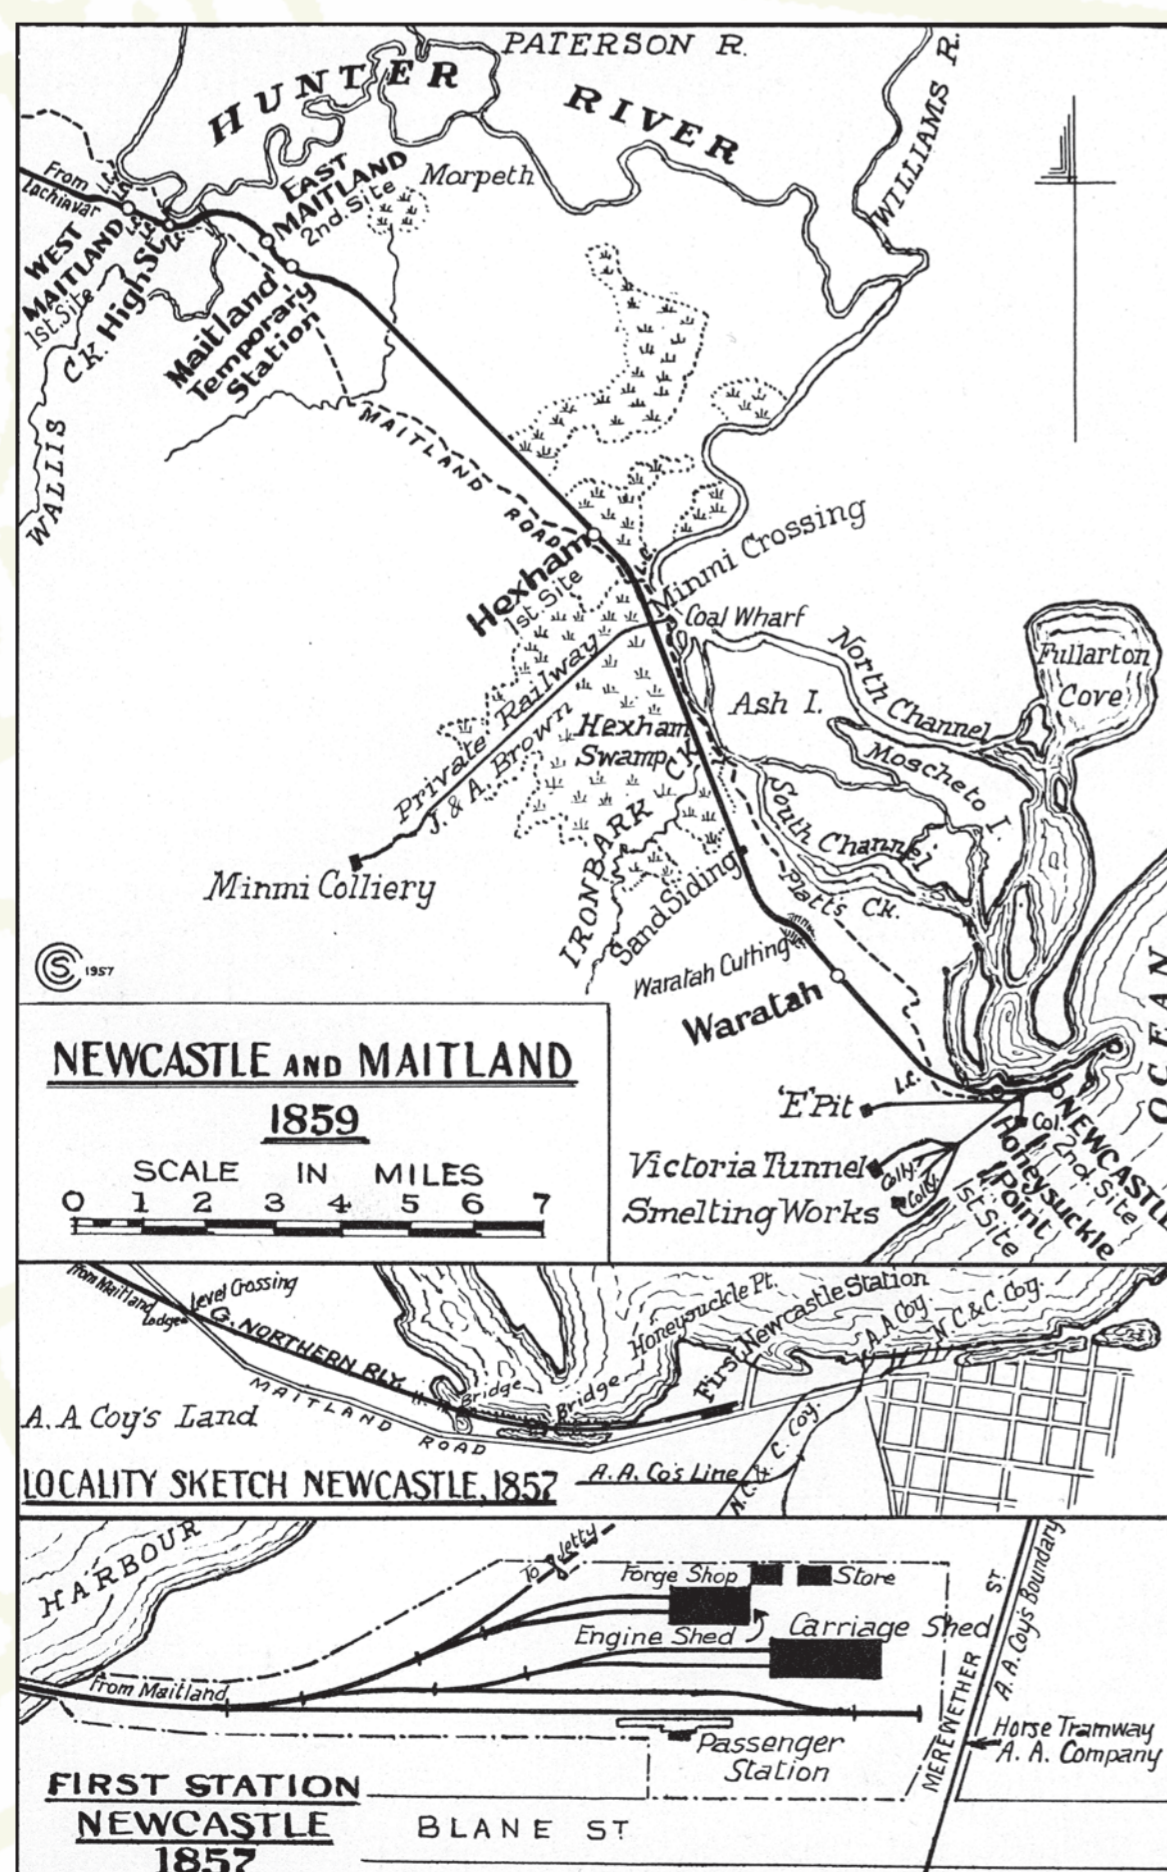 PATERSON R.
HUNTER RIVER
WILLIAMS R.
Morpeth
EAST
MAITLAND
2nd. Site
From
Lochinvar
WEST
MAITLAND
1st. Site
High St.
CK.
WALLIS
Maitland
Temporary
Station
MAITLAND ROAD
L.C.
Hexham
1st Site
Minmi Crossing
Coal Wharf
North Channel
Fullarton
Cove
Ash I.
Moscheto I.
Private Railway
J. & A. Brown
Hexham
Swamp
IRONBARK CK.
South Channel
Minmi Colliery
Sand Siding
Platt's Ck.
Waratah Cutting
Waratah
OCEAN
CSC 1957
'E' Pit
L.C.
Col.
NEWCASTLE
2nd. Site
Honeysuckle
Point
1st Site
Victoria Tunnel
Colly.
Colly.
Smelting Works
NEWCASTLE AND MAITLAND
1859
SCALE IN MILES
0 1 2 3 4 5 6 7
From Maitland
Lodge
Level Crossing
G. NORTHERN RLY.
MAITLAND ROAD
Bridge
Bridge
Honeysuckle Pt.
First Newcastle Station
A.A Coy.
N.C.& C. Coy.
A.A Coy's Land
A.A. Co's Line
N.C. & C. Coy.
LOCALITY SKETCH NEWCASTLE, 1857
HARBOUR
To Jetty
Forge Shop
Store
Engine Shed
Carriage Shed
From Maitland
Passenger
Station
MEREWETHER ST.
A. A. Coy's Boundary
Horse Tramway
A. A. Company
FIRST STATION
NEWCASTLE
1857
BLANE ST